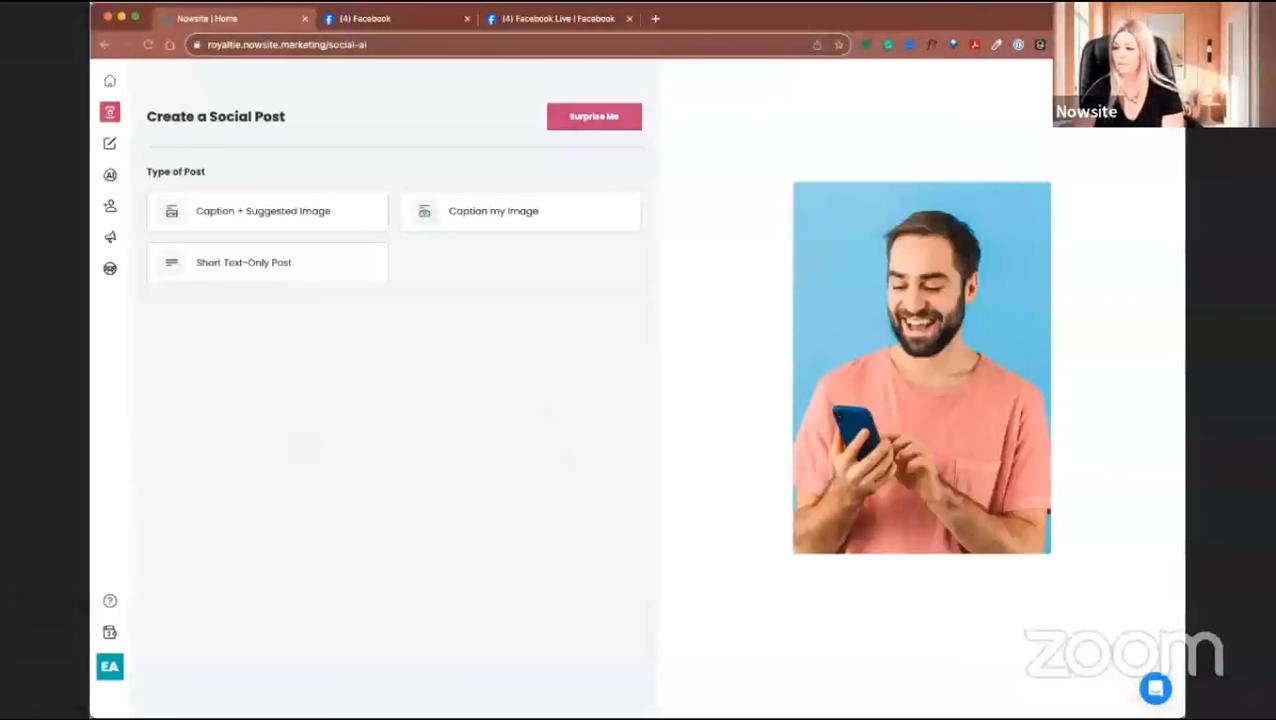 Nowsite | Home
(4) Facebook
(4) Facebook Live | Facebook
royaltie.nowsite.marketing/social-ai
Nowsite
Create a Social Post
Surprise Me
Type of Post
Caption + Suggested Image
Caption my Image
Short Text-Only Post
AI
EA
zoom